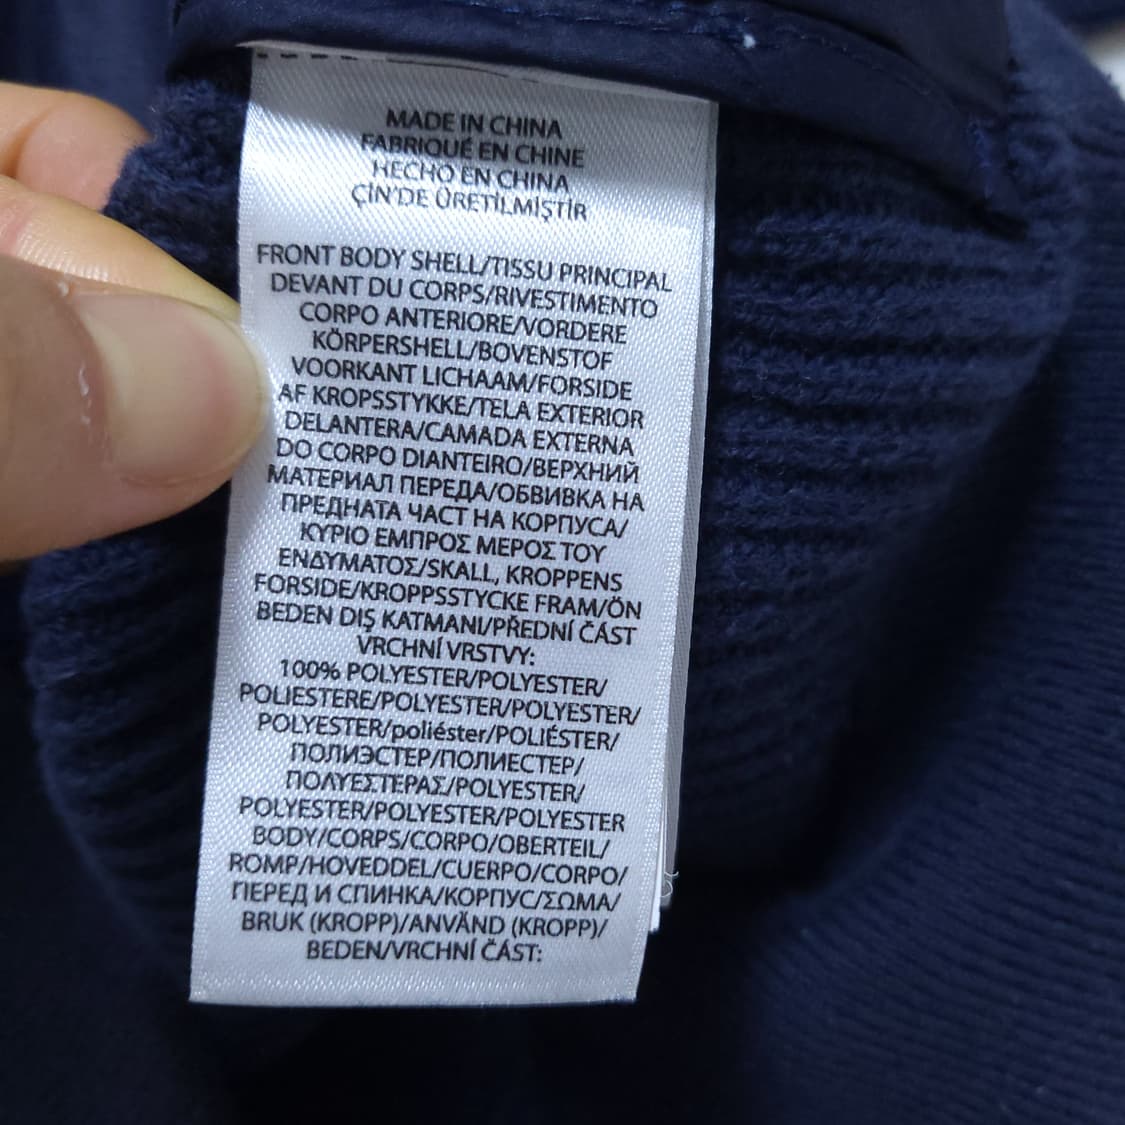 MADE IN CHINA
FABRIQUÉ EN CHINE
HECHO EN CHINA
ÇİN'DE ÜRETİLMİŞTİR
FRONT BODY SHELL/TISSU PRINCIPAL
DEVANT DU CORPS/RIVESTIMENTO
CORPO ANTERIORE/VORDERE
KÖRPERSHELL/BOVENSTOF
VOORKANT LICHAAM/FORSIDE
AF KROPSSTYKKE/TELA EXTERIOR
DELANTERA/CAMADA EXTERNA
DO CORPO DIANTEIRO/ВЕРХНИЙ
МАТЕРИАЛ ПЕРЕДА/ОБВИВКА НА
ПРЕДНАТА ЧАСТ НА КОРПУСА/
ΚΥΡΙΟ ΕΜΠΡΟΣ ΜΕΡΟΣ ΤΟΥ
ΕΝΔΥΜΑΤΟΣ/SKALL, KROPPENS
FORSIDE/KROPPSSTYCKE FRAM/ÖN
BEDEN DIŞ KATMANI/PŘEDNÍ ČÁST
VRCHNÍ VRSTVY:
100% POLYESTER/POLYESTER/
POLIESTERE/POLYESTER/POLYESTER/
POLYESTER/poliéster/POLIÉSTER/
ПОЛИЭСТЕР/ПОЛИЕСТЕР/
ΠΟΛΥΕΣΤΕΡΑΣ/POLYESTER/
POLYESTER/POLYESTER/POLYESTER
BODY/CORPS/CORPO/OBERTEIL/
ROMP/HOVEDDEL/CUERPO/CORPO/
ПЕРЕД И СПИНКА/КОРПУС/ΣΩΜΑ/
BRUK (KROPP)/ANVÄND (KROPP)/
BEDEN/VRCHNÍ ČÁST: